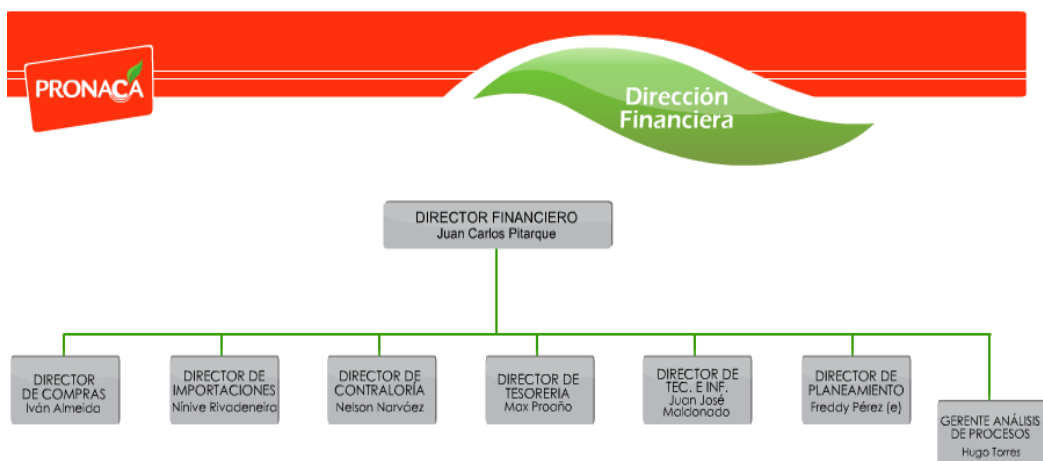 PRONACA
Dirección
Financiera
DIRECTOR FINANCIERO
Juan Carlos Pitarque
DIRECTOR
DE COMPRAS
Iván Almeida
DIRECTOR DE
IMPORTACIONES
Nínive Rivadeneira
DIRECTOR DE
CONTRALORÍA
Nelson Narváez
DIRECTOR DE
TESORERIA
Max Proaño
DIRECTOR DE
TEC. E INF.
Juan José
Maldonado
DIRECTOR DE
PLANEAMIENTO
Freddy Pérez (e)
GERENTE ANÁLISIS
DE PROCESOS
Hugo Torres